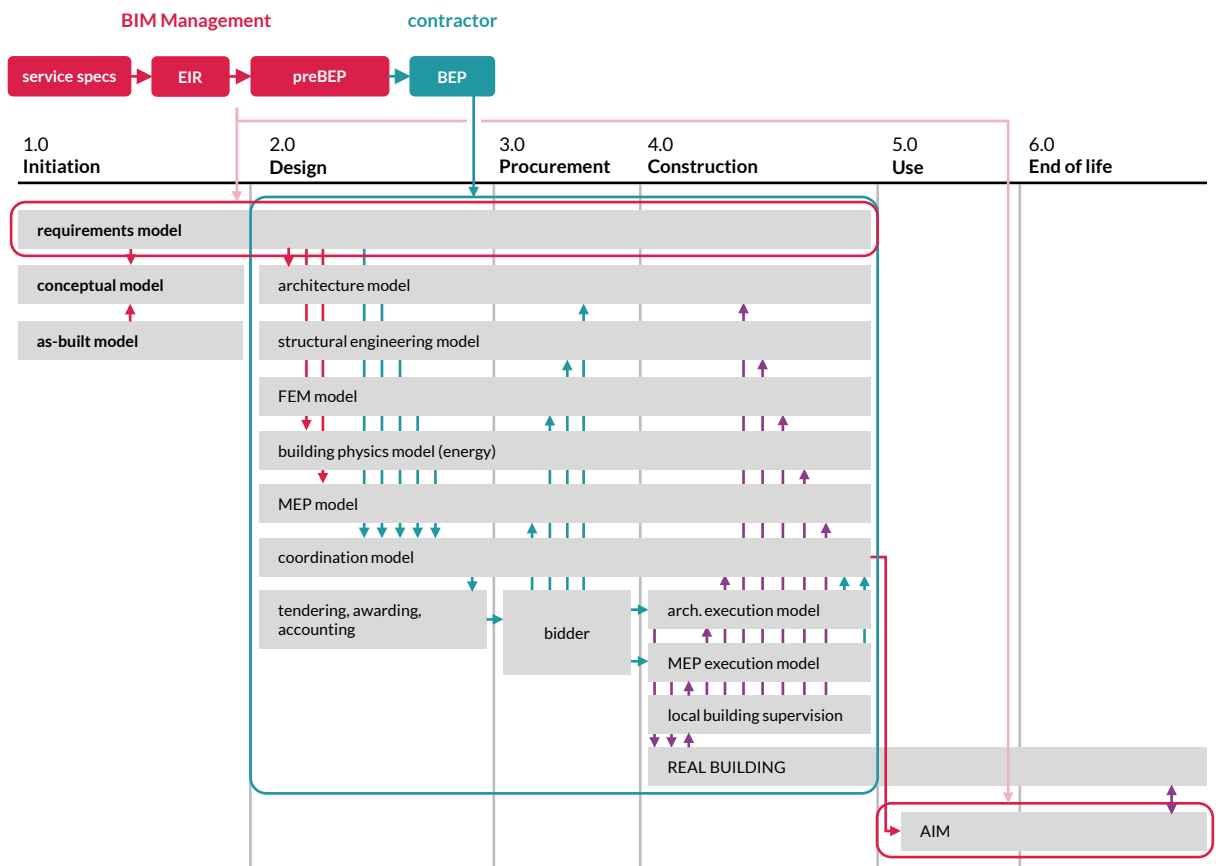 BIM Management
contractor
service specs
EIR
preBEP
BEP
1.0
Initiation
2.0
Design
3.0
Procurement
4.0
Construction
5.0
Use
6.0
End of life
requirements model
conceptual model
architecture model
as-built model
structural engineering model
FEM model
building physics model (energy)
MEP model
coordination model
tendering, awarding,
accounting
bidder
arch. execution model
MEP execution model
local building supervision
REAL BUILDING
AIM